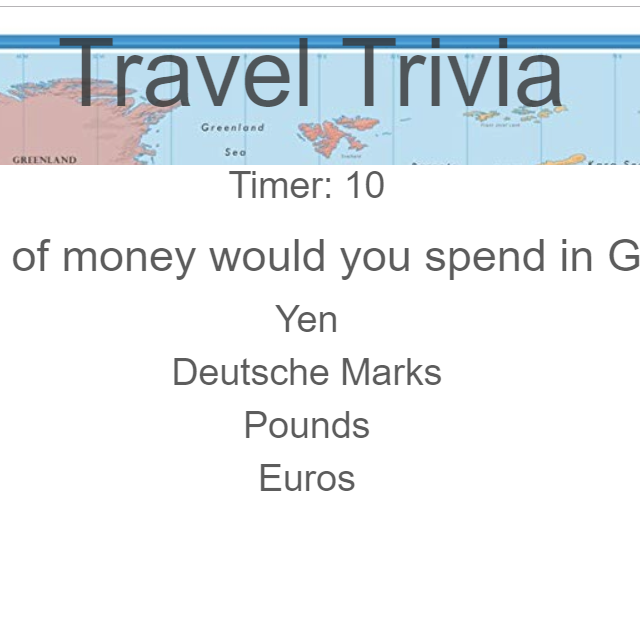 Travel Trivia
Greenland
Sea
GREENLAND
Timer: 10
of money would you spend in G
Yen
Deutsche Marks
Pounds
Euros